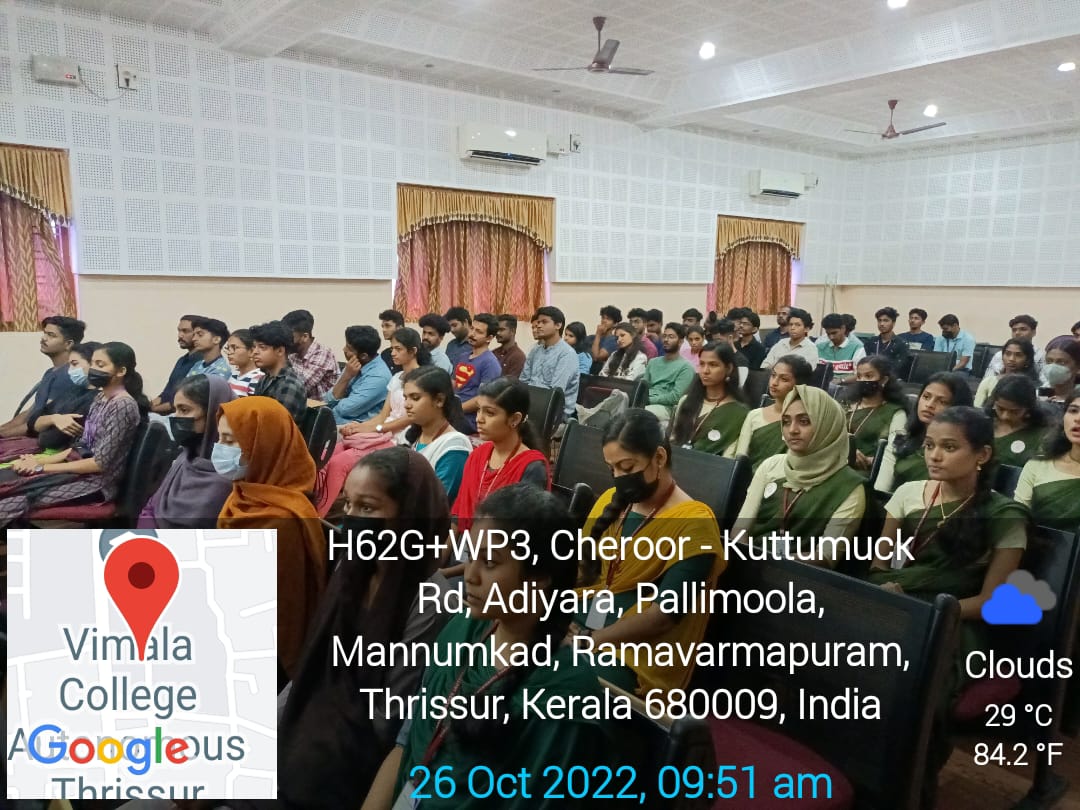 H62G+WP3, Cheroor - Kuttumuck
Rd, Adiyara, Pallimoola,
Mannumkad, Ramavarmapuram,
Thrissur, Kerala 680009, India
26 Oct 2022, 09:51 am
Vimala
College
Autonomous
Thrissur
Google
Clouds
29 °C
84.2 °F